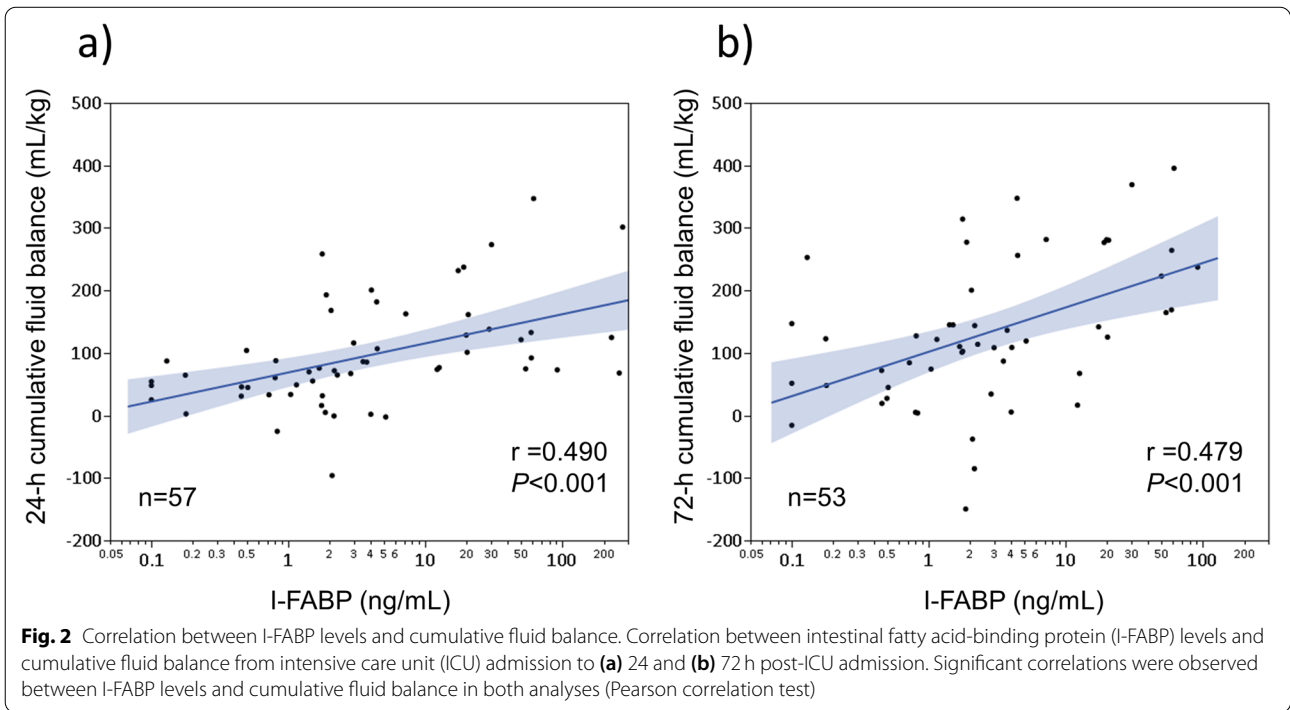 a)
b)
24-h cumulative fluid balance (mL/kg)
500
400
300
200
100
0
-100
-200
n=57
r =0.490
P<0.001
0.05 0.1 0.2 0.3 0.5 1 2 3 4 5 6 10 20 30 50 100 200
I-FABP (ng/mL)
72-h cumulative fluid balance (mL/kg)
500
400
300
200
100
0
-100
-200
n=53
r =0.479
P<0.001
0.05 0.1 0.2 0.3 0.5 1 2 3 4 5 6 10 20 30 50 100 200
I-FABP (ng/mL)
Fig. 2 Correlation between I-FABP levels and cumulative fluid balance. Correlation between intestinal fatty acid-binding protein (I-FABP) levels and
cumulative fluid balance from intensive care unit (ICU) admission to (a) 24 and (b) 72 h post-ICU admission. Significant correlations were observed
between I-FABP levels and cumulative fluid balance in both analyses (Pearson correlation test)